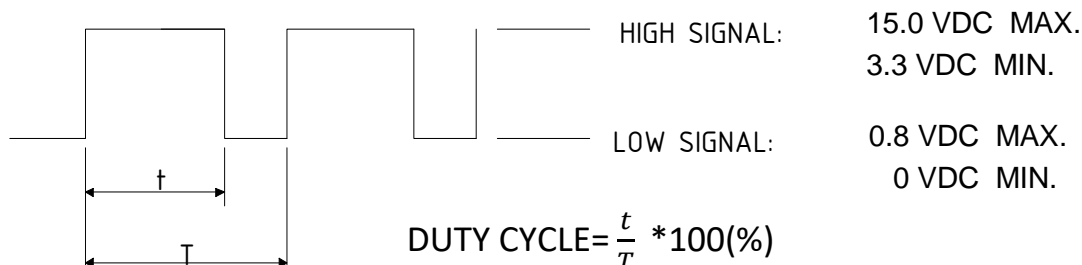 HIGH SIGNAL: 15.0 VDC MAX.
3.3 VDC MIN.
LOW SIGNAL: 0.8 VDC MAX.
0 VDC MIN.
t
T
DUTY CYCLE= t/T *100(%)